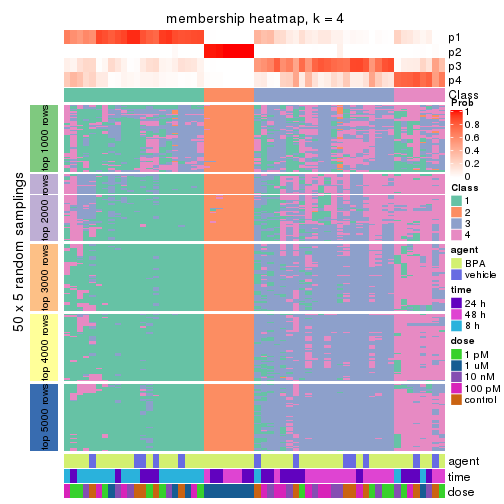 membership heatmap, k = 4
p1
p2
p3
p4
Class
50 x 5 random samplings
top 1000 rows
top 2000 rows
top 3000 rows
top 4000 rows
top 5000 rows
agent
time
dose
Prob
1
0.8
0.6
0.4
0.2
0
Class
1
2
3
4
agent
BPA
vehicle
time
24 h
48 h
8 h
dose
1 pM
1 uM
10 nM
100 pM
control